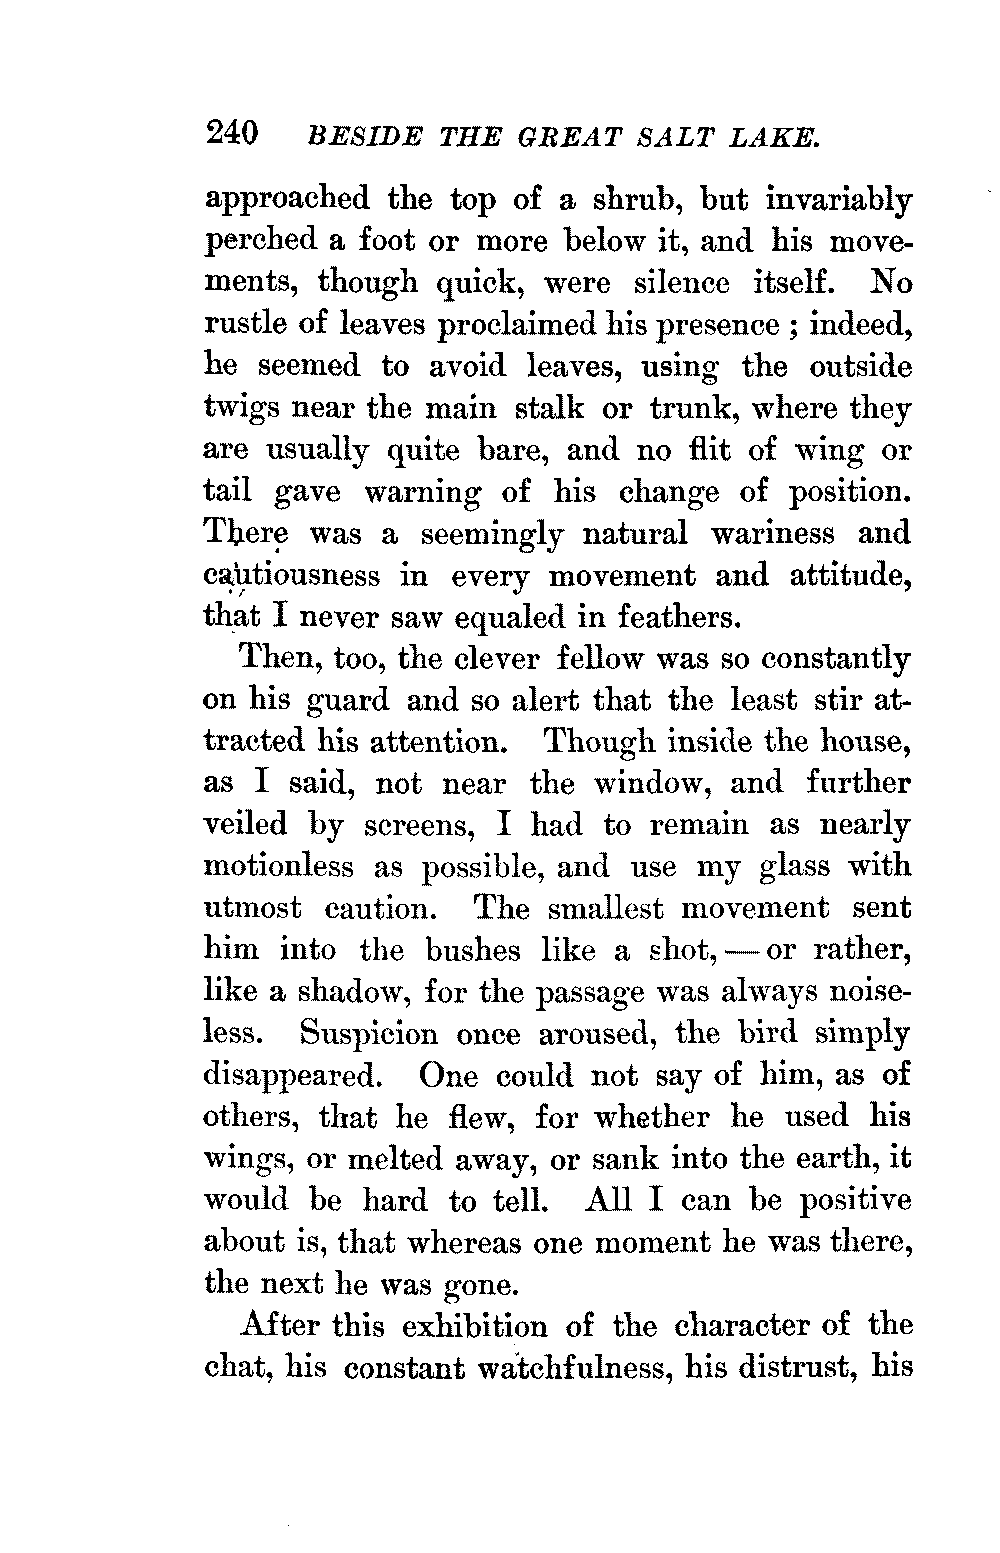 240 BESIDE THE GREAT SALT LAKE.
approached the top of a shrub, but invariably
perched a foot or more below it, and his move-
ments, though quick, were silence itself. No
rustle of leaves proclaimed his presence ; indeed,
he seemed to avoid leaves, using the outside
twigs near the main stalk or trunk, where they
are usually quite bare, and no flit of wing or
tail gave warning of his change of position.
There was a seemingly natural wariness and
cautiousness in every movement and attitude,
that I never saw equaled in feathers.
Then, too, the clever fellow was so constantly
on his guard and so alert that the least stir at-
tracted his attention. Though inside the house,
as I said, not near the window, and further
veiled by screens, I had to remain as nearly
motionless as possible, and use my glass with
utmost caution. The smallest movement sent
him into the bushes like a shot, — or rather,
like a shadow, for the passage was always noise-
less. Suspicion once aroused, the bird simply
disappeared. One could not say of him, as of
others, that he flew, for whether he used his
wings, or melted away, or sank into the earth, it
would be hard to tell. All I can be positive
about is, that whereas one moment he was there,
the next he was gone.
After this exhibition of the character of the
chat, his constant watchfulness, his distrust, his